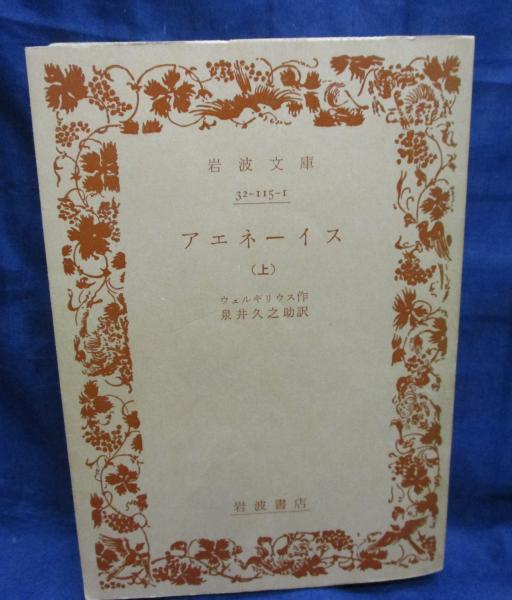 岩波文庫
32-115-1
アエネーイス
(上)
ウェルギリウス作
泉井久之助訳
岩波書店